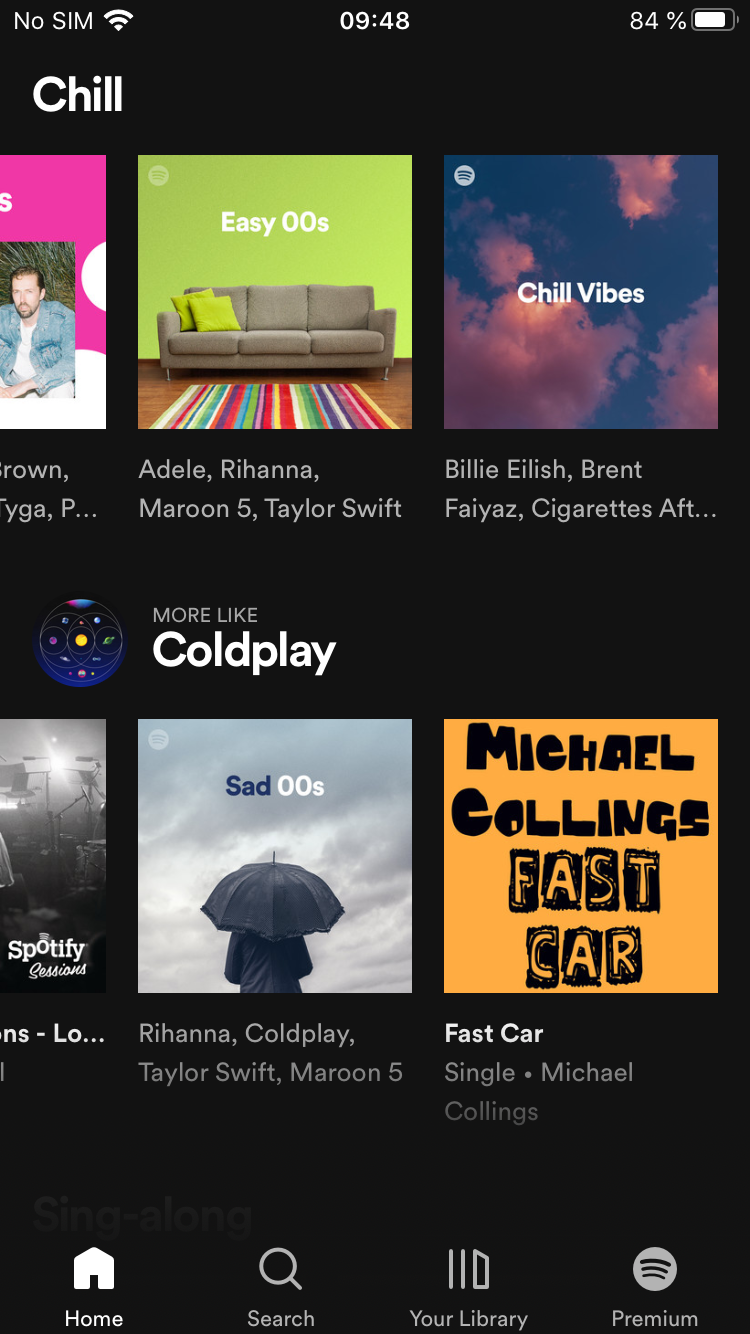 No SIM
09:48
84 %
Chill
s
Easy 00s
Chill Vibes
Brown,
Tyga, P…
Adele, Rihanna,
Maroon 5, Taylor Swift
Billie Eilish, Brent
Faiyaz, Cigarettes Aft…
MORE LIKE
Coldplay
Spotify
Sessions
Sad 00s
MICHAEL
COLLINGS
FAST
CAR
ons - Lo…
l
Rihanna, Coldplay,
Taylor Swift, Maroon 5
Fast Car
Single • Michael
Collings
Sing-along
Home
Search
Your Library
Premium